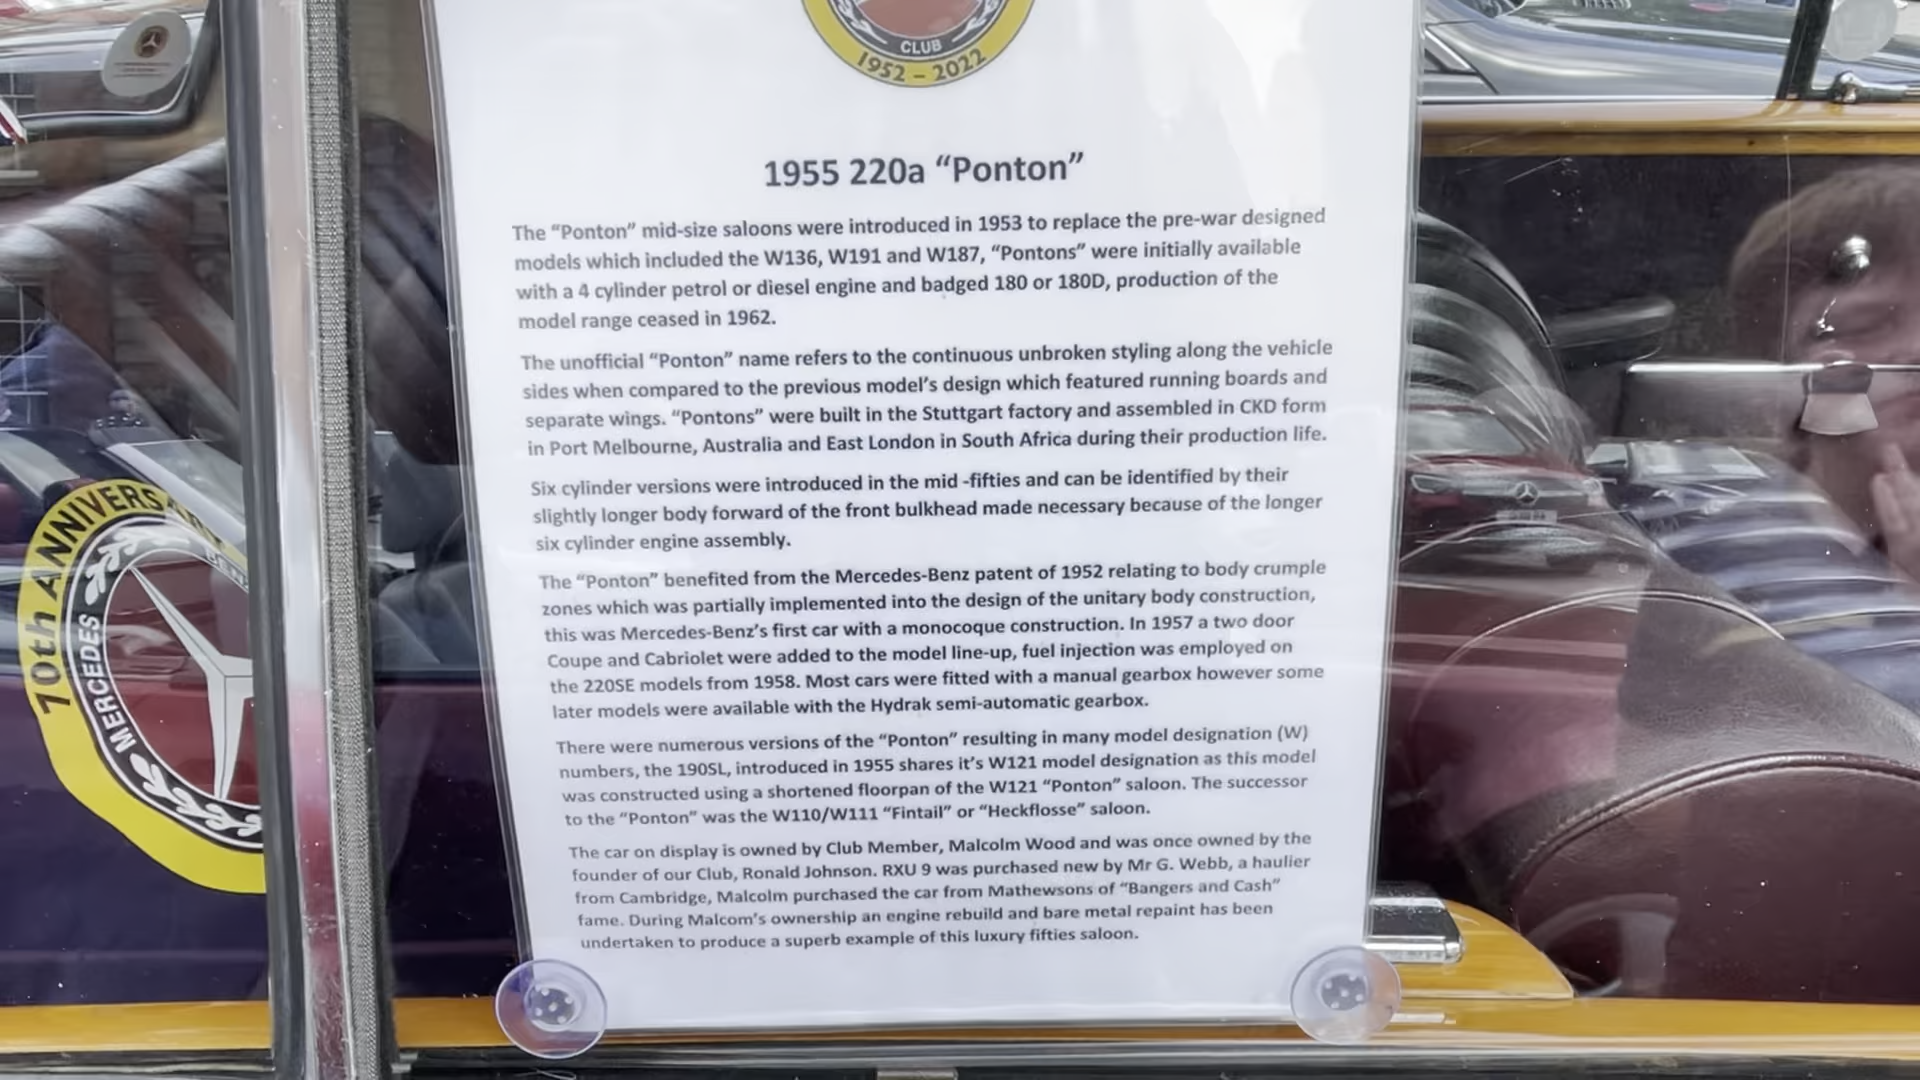 CLUB
1952 – 2022
1955 220a “Ponton”
The “Ponton” mid-size saloons were introduced in 1953 to replace the pre-war designed
models which included the W136, W191 and W187, “Pontons” were initially available
with a 4 cylinder petrol or diesel engine and badged 180 or 180D, production of the
model range ceased in 1962.
The unofficial “Ponton” name refers to the continuous unbroken styling along the vehicle
sides when compared to the previous model’s design which featured running boards and
separate wings. “Pontons” were built in the Stuttgart factory and assembled in CKD form
in Port Melbourne, Australia and East London in South Africa during their production life.
Six cylinder versions were introduced in the mid -fifties and can be identified by their
slightly longer body forward of the front bulkhead made necessary because of the longer
six cylinder engine assembly.
The “Ponton” benefited from the Mercedes-Benz patent of 1952 relating to body crumple
zones which was partially implemented into the design of the unitary body construction,
this was Mercedes-Benz’s first car with a monocoque construction. In 1957 a two door
Coupe and Cabriolet were added to the model line-up, fuel injection was employed on
the 220SE models from 1958. Most cars were fitted with a manual gearbox however some
later models were available with the Hydrak semi-automatic gearbox.
There were numerous versions of the “Ponton” resulting in many model designation (W)
numbers, the 190SL, introduced in 1955 shares it’s W121 model designation as this model
was constructed using a shortened floorpan of the W121 “Ponton” saloon. The successor
to the “Ponton” was the W110/W111 “Fintail” or “Heckflosse” saloon.
The car on display is owned by Club Member, Malcolm Wood and was once owned by the
founder of our Club, Ronald Johnson. RXU 9 was purchased new by Mr G. Webb, a haulier
from Cambridge, Malcolm purchased the car from Mathewsons of “Bangers and Cash”
fame. During Malcom’s ownership an engine rebuild and bare metal repaint has been
undertaken to produce a superb example of this luxury fifties saloon.
70th ANNIVERSA
MERCEDES